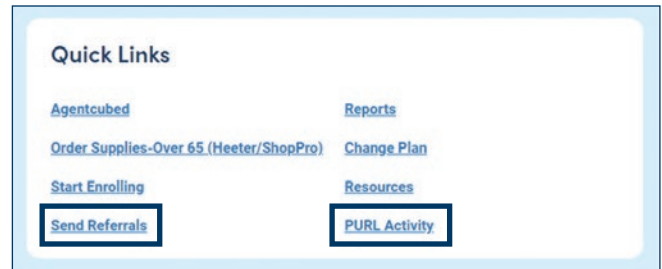 Quick Links
Agentcubed
Reports
Order Supplies-Over 65 (Heeter/ShopPro)
Change Plan
Start Enrolling
Resources
Send Referrals
PURL Activity